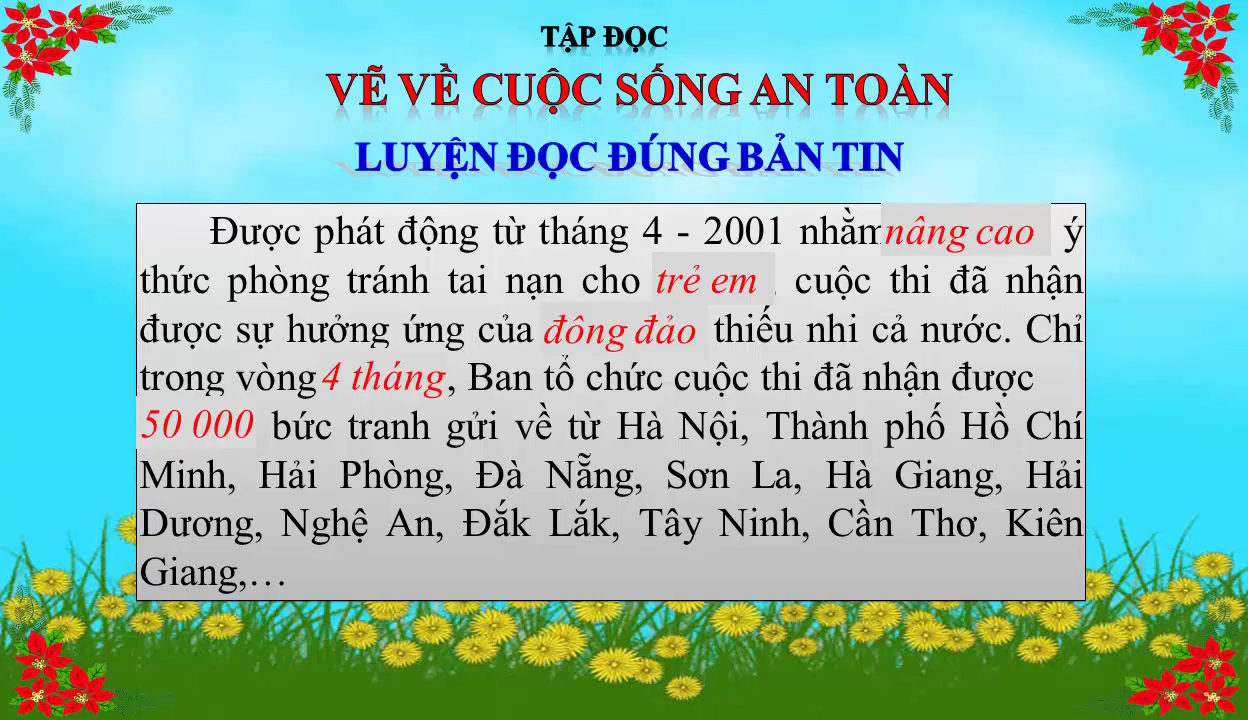 TẬP ĐỌC
VẼ VỀ CUỘC SỐNG AN TOÀN
LUYỆN ĐỌC ĐÚNG BẢN TIN
Được phát động từ tháng 4 - 2001 nhằm nâng cao ý
thức phòng tránh tai nạn cho trẻ em , cuộc thi đã nhận
được sự hưởng ứng của đông đảo thiếu nhi cả nước. Chỉ
trong vòng 4 tháng, Ban tổ chức cuộc thi đã nhận được
50 000 bức tranh gửi về từ Hà Nội, Thành phố Hồ Chí
Minh, Hải Phòng, Đà Nẵng, Sơn La, Hà Giang, Hải
Dương, Nghệ An, Đắk Lắk, Tây Ninh, Cần Thơ, Kiên
Giang,…